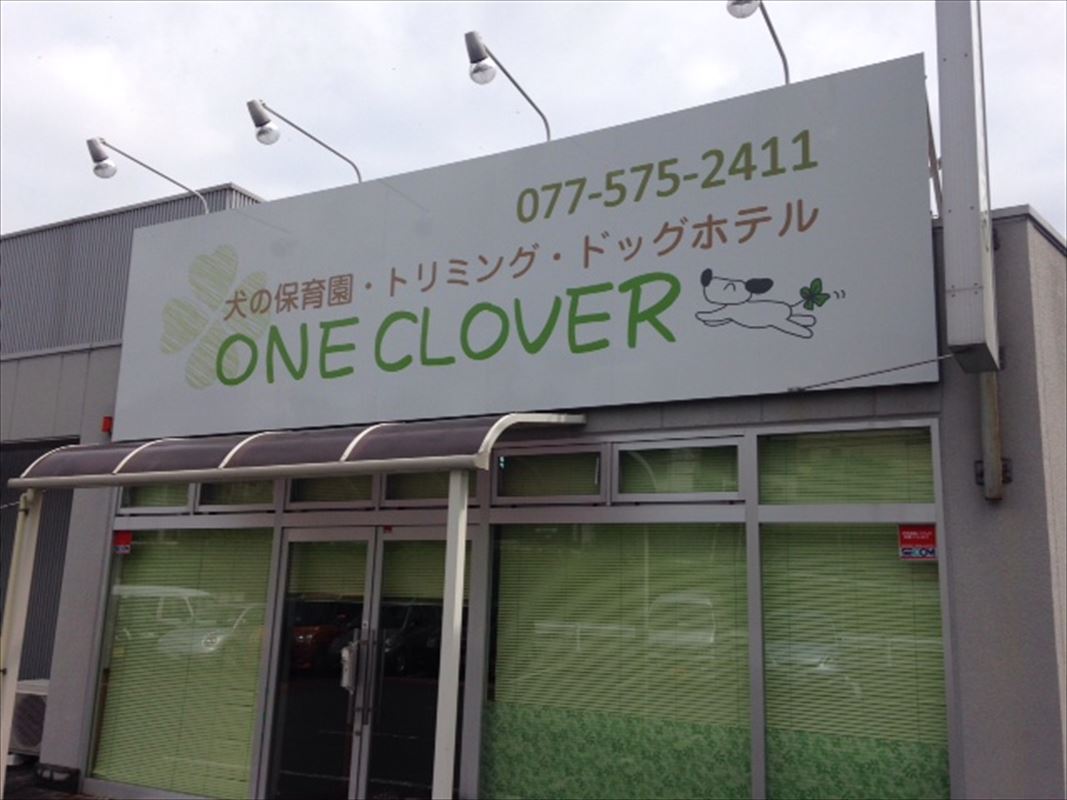 077-575-2411
犬の保育園・トリミング・ドッグホテル
ONE CLOVER
SECOM